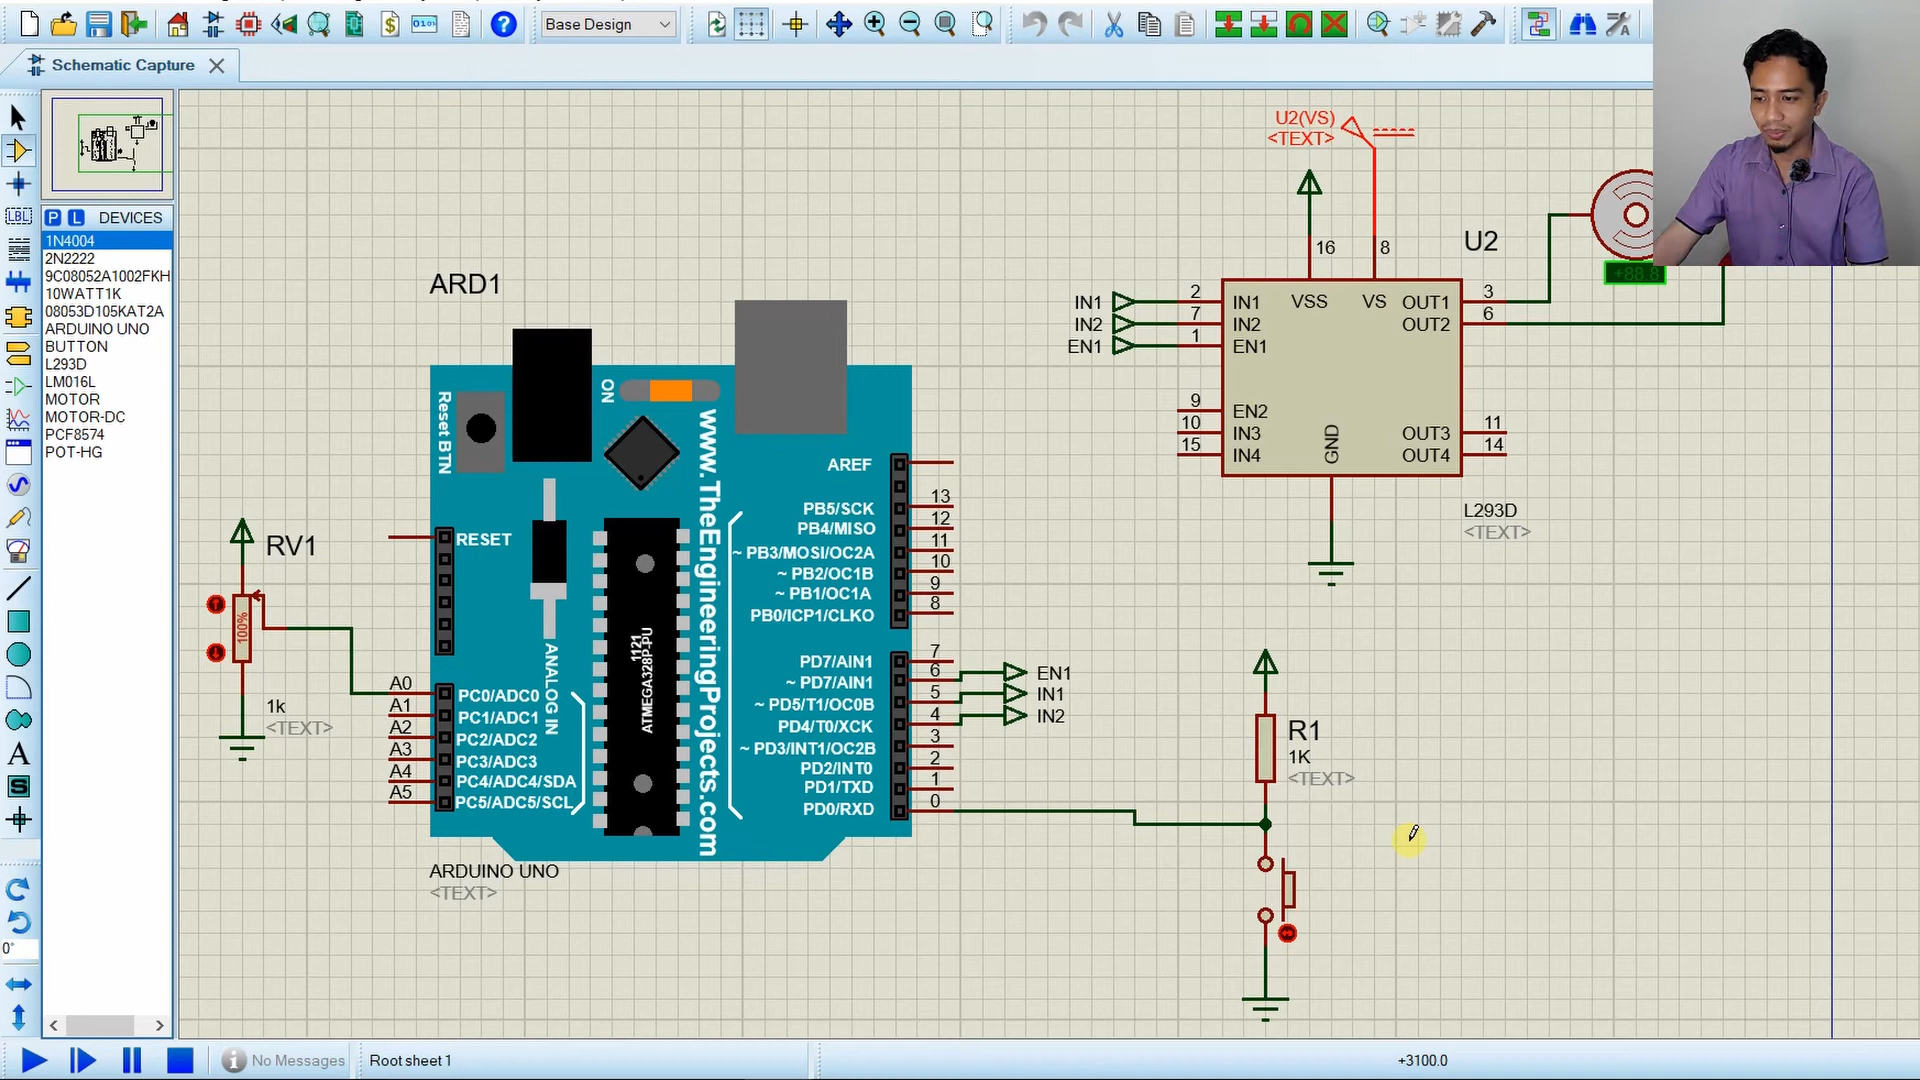 Base Design
Schematic Capture
P L DEVICES
1N4004
2N2222
9C08052A1002FKH
10WATT1K
08053D105KAT2A
ARDUINO UNO
BUTTON
L293D
LM016L
MOTOR
MOTOR-DC
PCF8574
POT-HG
LBL
A
S
0°
ARD1
Reset BTN
ON
www.TheEngineeringProjects.com
RESET
ANALOG IN
1121
ATMEGA328P-PU
AREF
PB5/SCK 13
PB4/MISO 12
~ PB3/MOSI/OC2A 11
~ PB2/OC1B 10
~ PB1/OC1A 9
PB0/ICP1/CLKO 8
PD7/AIN1 7
~ PD7/AIN1 6
~ PD5/T1/OC0B 5
PD4/T0/XCK 4
~ PD3/INT1/OC2B 3
PD2/INT0 2
PD1/TXD 1
PD0/RXD 0
A0 PC0/ADC0
A1 PC1/ADC1
A2 PC2/ADC2
A3 PC3/ADC3
A4 PC4/ADC4/SDA
A5 PC5/ADC5/SCL
ARDUINO UNO
<TEXT>
RV1
100%
1k
<TEXT>
EN1
IN1
IN2
U2(VS)
<TEXT>
16 8
U2
IN1 2 IN1 VSS VS OUT1 3
IN2 7 IN2 OUT2 6
EN1 1 EN1
9 EN2
10 IN3 OUT3 11
15 IN4 OUT4 14
GND
L293D
<TEXT>
+88.8
R1
1K
<TEXT>
No Messages
Root sheet 1
+3100.0